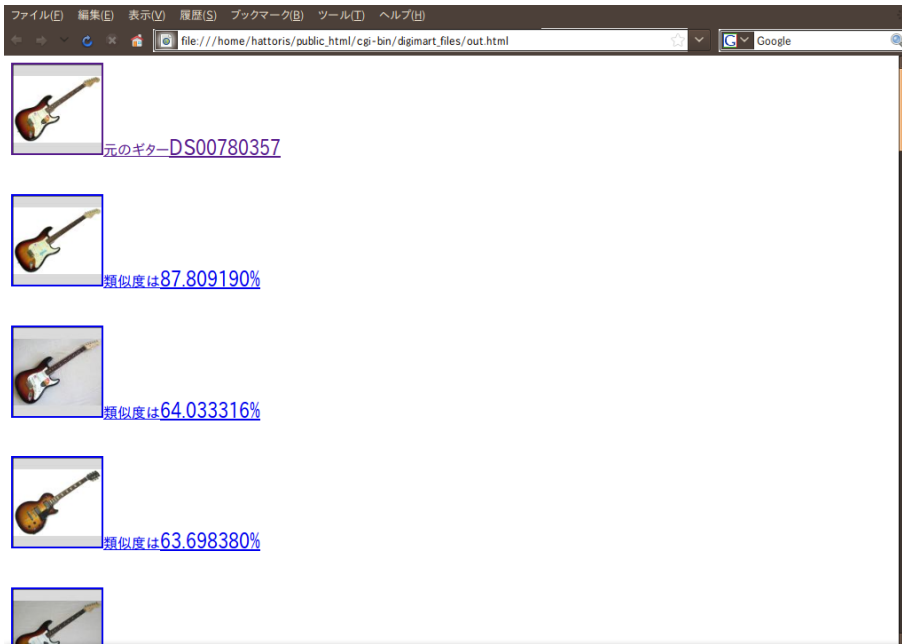 ファイル(F) 編集(E) 表示(V) 履歴(S) ブックマーク(B) ツール(T) ヘルプ(H)
file:///home/hattoris/public_html/cgi-bin/digimart_files/out.html G Google
元のギターDS00780357
類似度は87.809190%
類似度は64.033316%
類似度は63.698380%